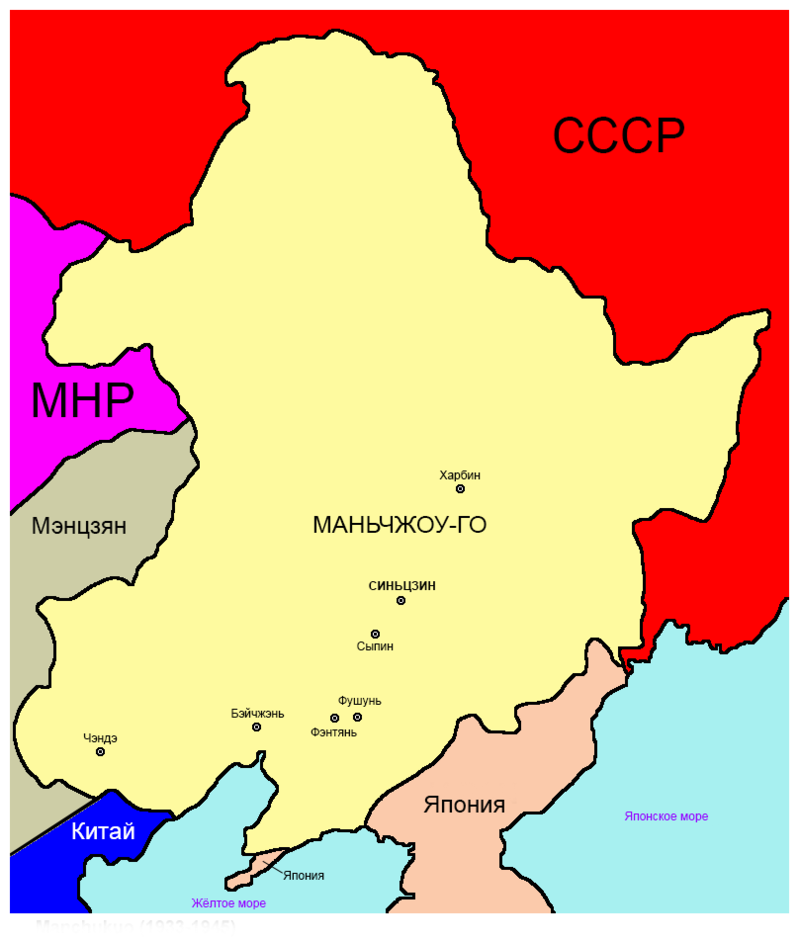 СССР
МНР
Харбин
Мэнцзян
МАНЬЧЖОУ-ГО
СИНЬЦЗИН
Сыпин
Фушунь
Бэйчжэнь
Фэнтянь
Чэндэ
Япония
Японское море
Китай
Япония
Жёлтое море